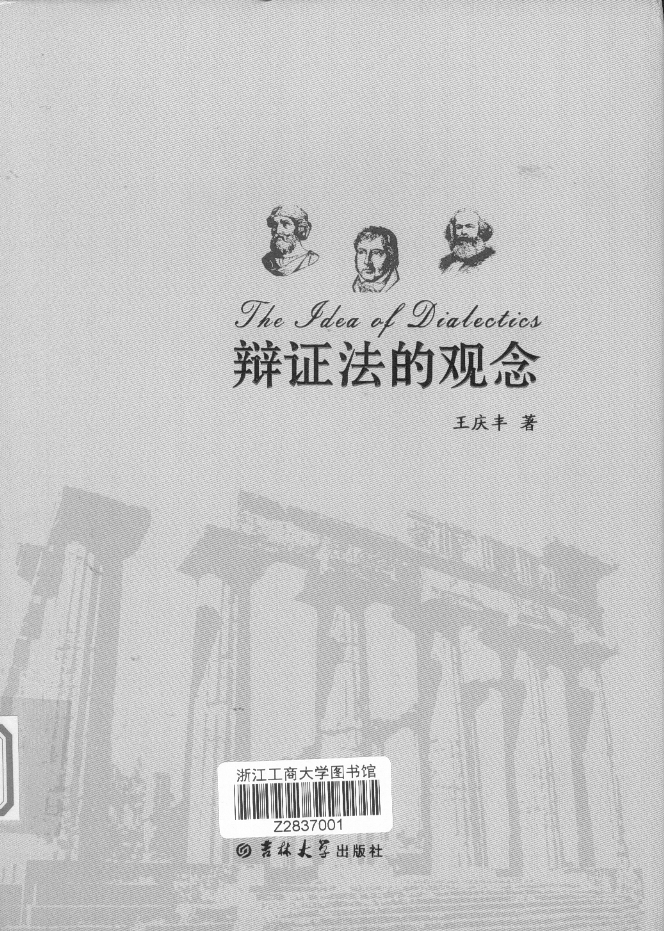 The Idea of Dialectics
辩证法的观念
王庆丰 著
浙江工商大学图书馆
Z2837001
吉林大学出版社